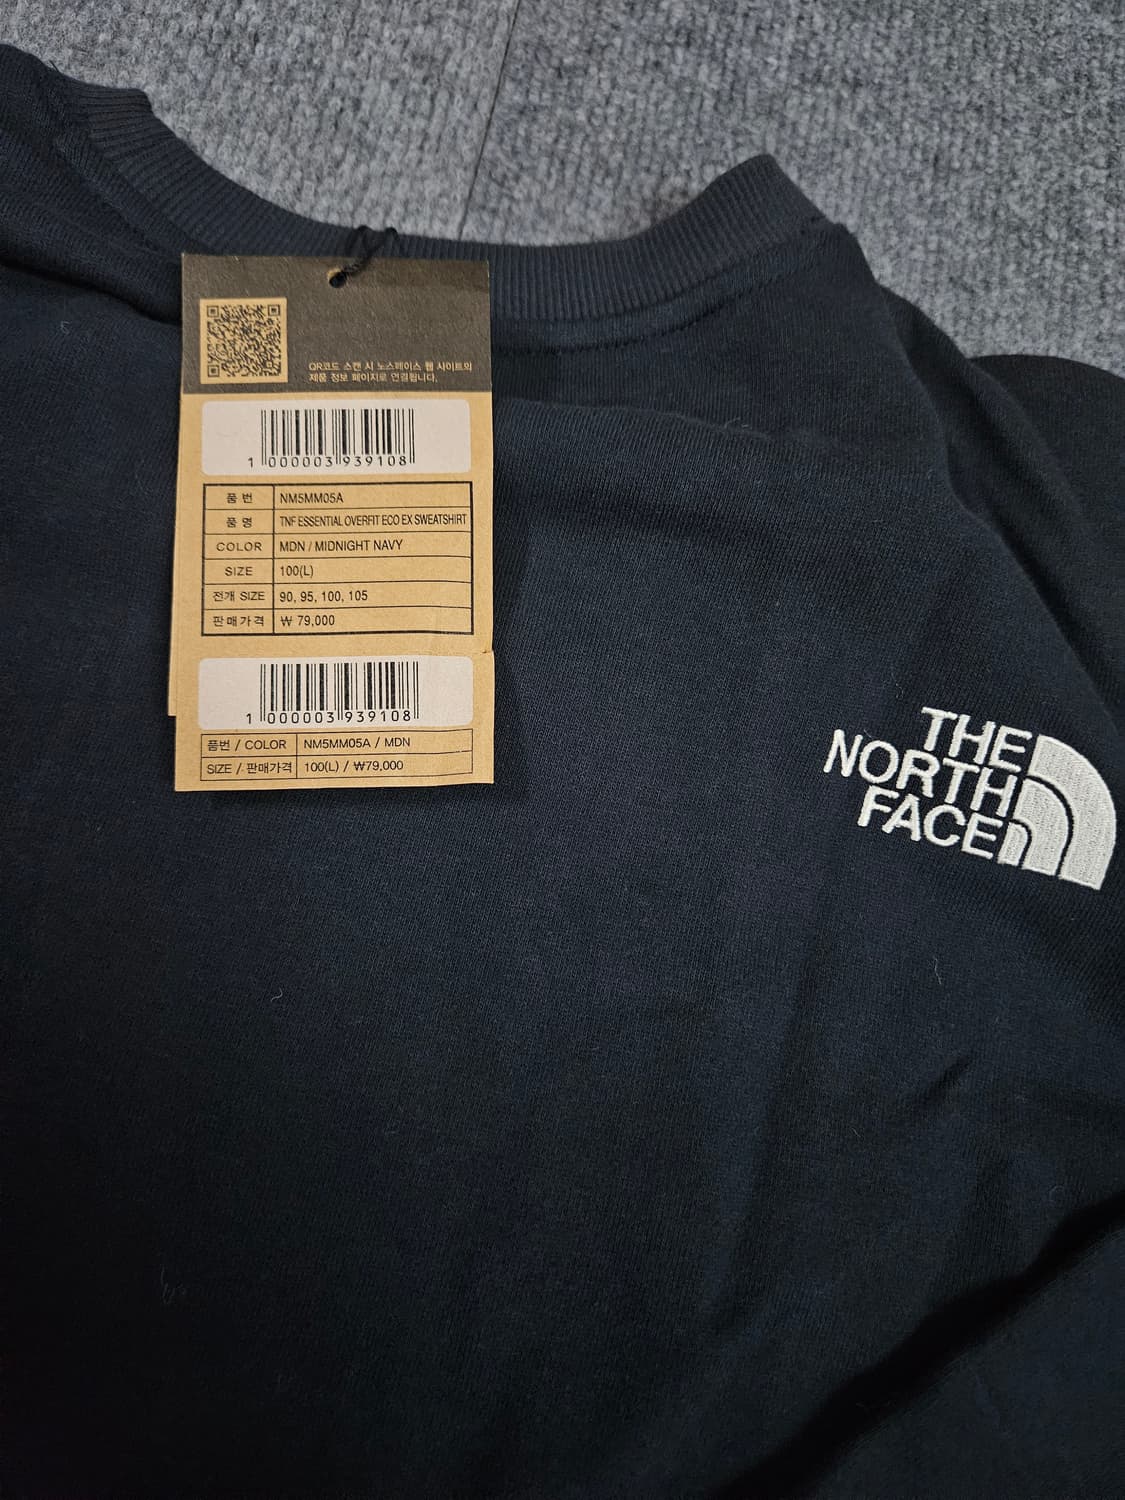 QR코드 스캔 시 노스페이스 웹 사이트의
제품 정보 페이지로 연결됩니다.
1 000003 939108
품 번 NM5MM05A
품 명 TNF ESSENTIAL OVERFIT ECO EX SWEATSHIRT
COLOR MDN / MIDNIGHT NAVY
SIZE 100(L)
전개 SIZE 90, 95, 100, 105
판매가격 ₩ 79,000
1 000003 939108
품번 / COLOR NM5MM05A / MDN
SIZE / 판매가격 100(L) / ₩79,000
THE
NORTH
FACE